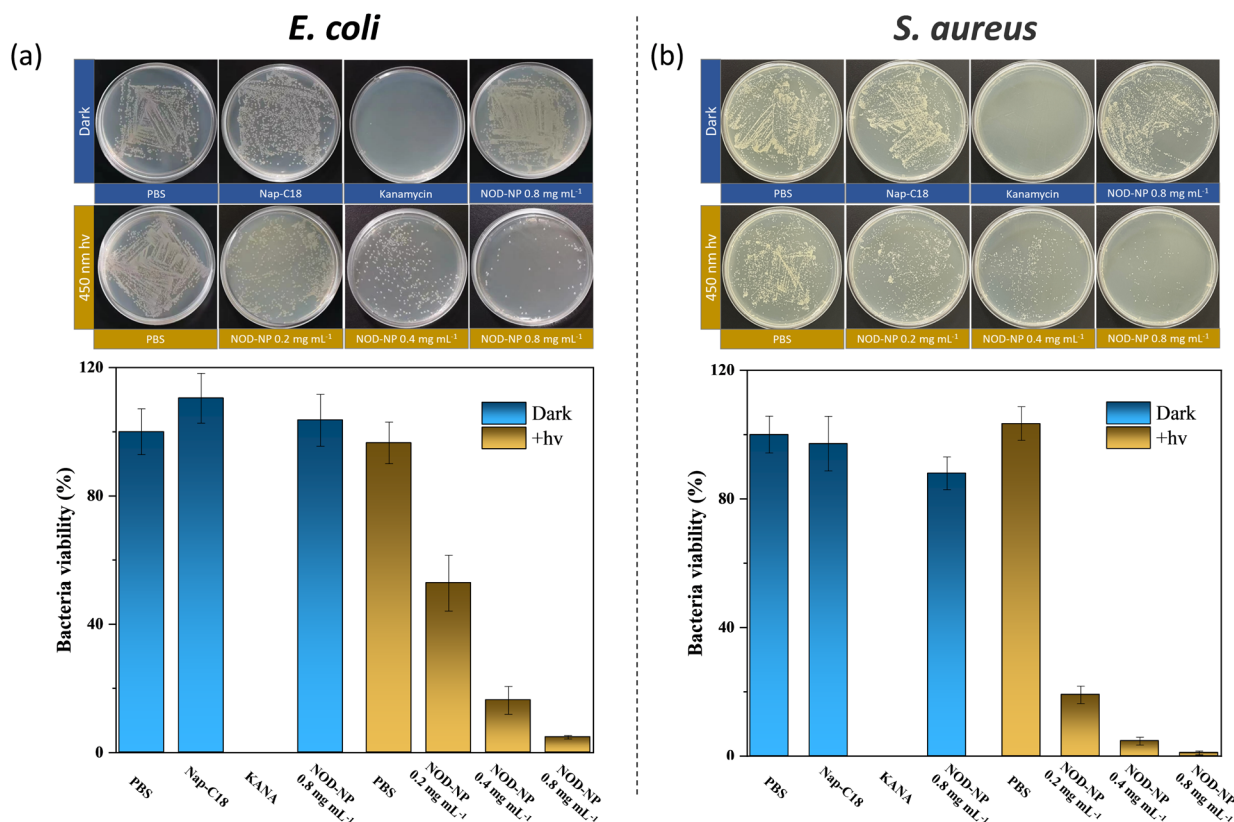 E. coli
(a)
Dark
PBS
Nap-C18
Kanamycin
NOD-NP 0.8 mg mL⁻¹
450 nm hv
PBS
NOD-NP 0.2 mg mL⁻¹
NOD-NP 0.4 mg mL⁻¹
NOD-NP 0.8 mg mL⁻¹
Bacteria viability (%)
120
80
40
0
Dark
+hv
PBS
Nap-C18
KANA
NOD-NP
0.8 mg mL⁻¹
PBS
NOD-NP
0.2 mg mL⁻¹
NOD-NP
0.4 mg mL⁻¹
NOD-NP
0.8 mg mL⁻¹
S. aureus
(b)
Dark
PBS
Nap-C18
Kanamycin
NOD-NP 0.8 mg mL⁻¹
450 nm hv
PBS
NOD-NP 0.2 mg mL⁻¹
NOD-NP 0.4 mg mL⁻¹
NOD-NP 0.8 mg mL⁻¹
Bacteria viability (%)
120
80
40
0
Dark
+hv
PBS
Nap-C18
KANA
NOD-NP
0.8 mg mL⁻¹
PBS
NOD-NP
0.2 mg mL⁻¹
NOD-NP
0.4 mg mL⁻¹
NOD-NP
0.8 mg mL⁻¹